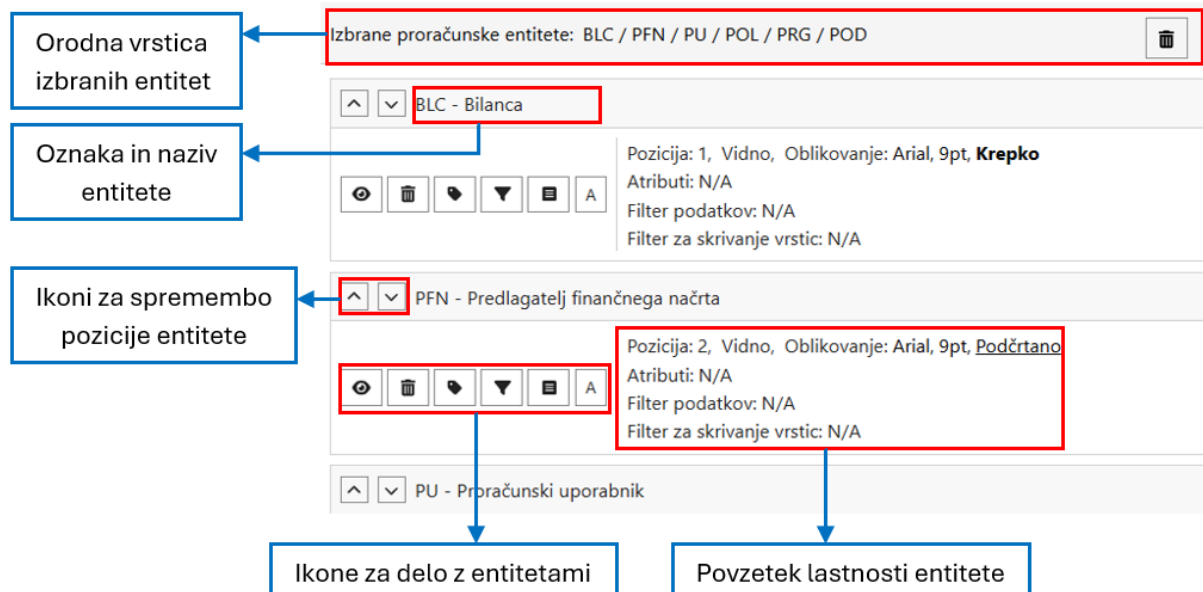 Orodna vrstica
izbranih entitet
Izbrane proračunske entitete: BLC / PFN / PU / POL / PRG / POD
BLC - Bilanca
Oznaka in naziv
entitete
Pozicija: 1, Vidno, Oblikovanje: Arial, 9pt, Krepko
Atributi: N/A
Filter podatkov: N/A
Filter za skrivanje vrstic: N/A
A
Ikoni za spremembo
pozicije entitete
PFN - Predlagatelj finančnega načrta
Pozicija: 2, Vidno, Oblikovanje: Arial, 9pt, Podčrtano
Atributi: N/A
Filter podatkov: N/A
Filter za skrivanje vrstic: N/A
A
PU - Proračunski uporabnik
Ikone za delo z entitetami
Povzetek lastnosti entitete